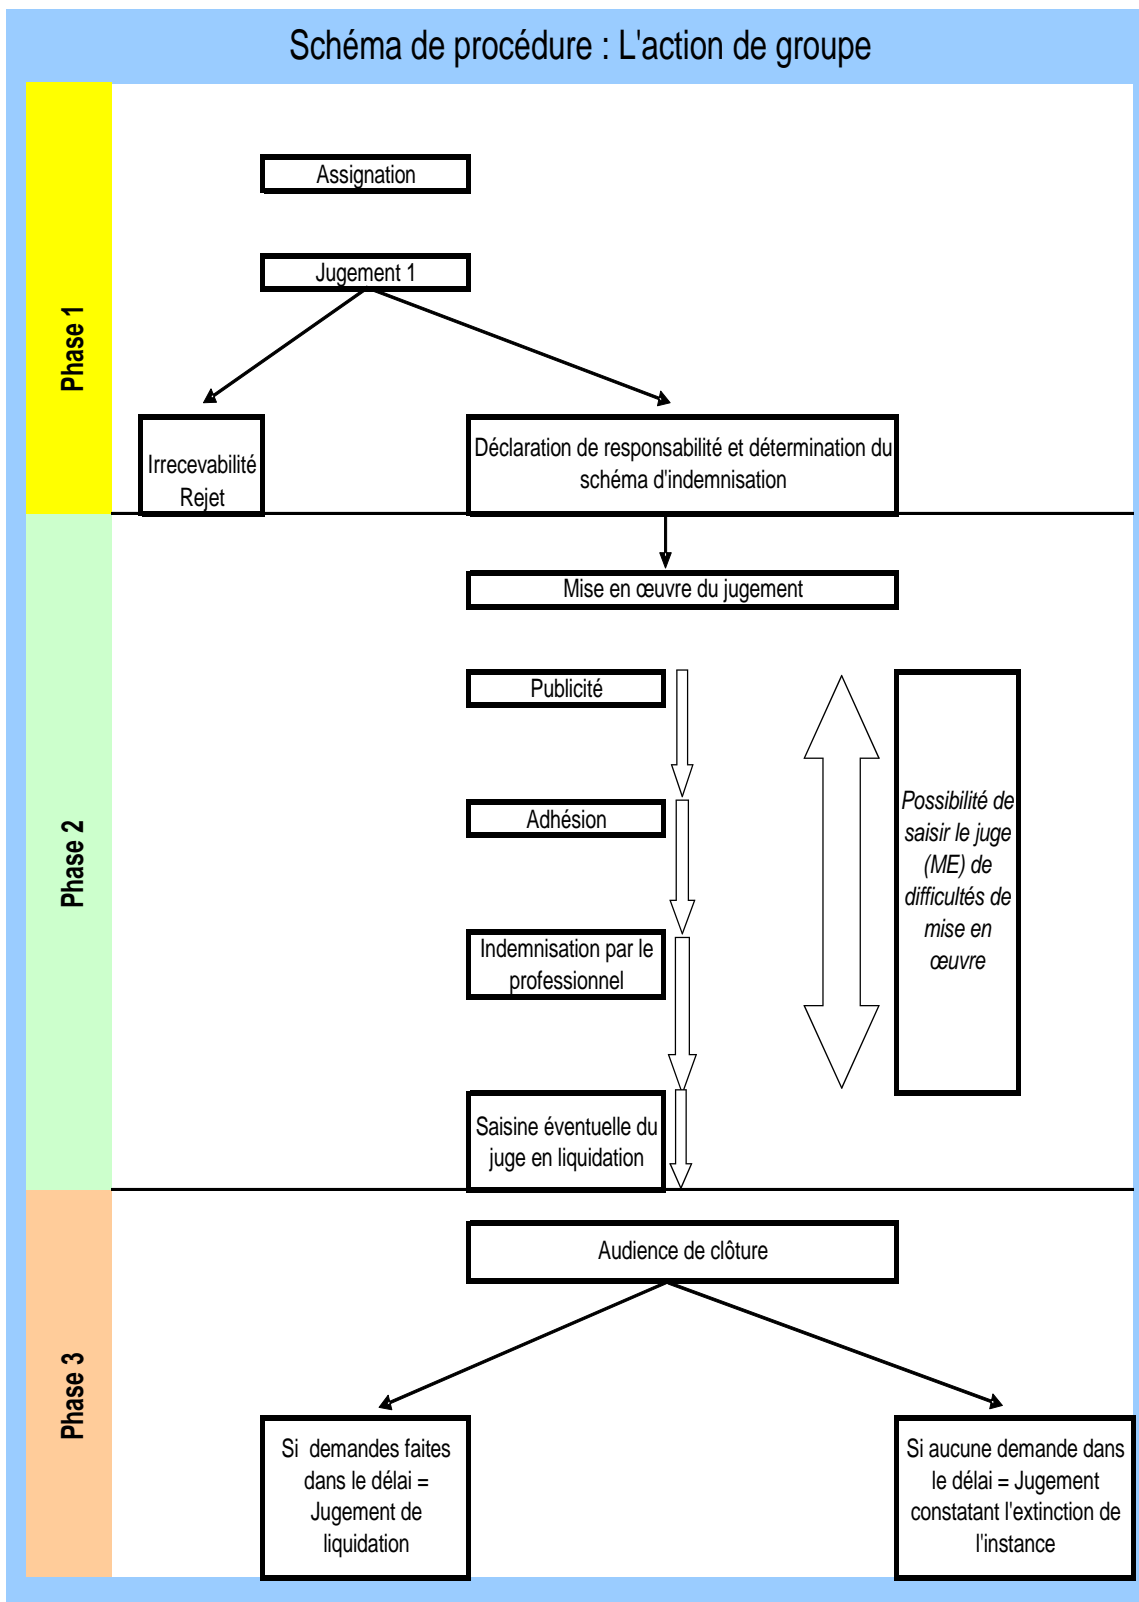 Schéma de procédure : L'action de groupe
Phase 1
Assignation
Jugement 1
Irrecevabilité
Rejet
Déclaration de responsabilité et détermination du
schéma d'indemnisation
Phase 2
Mise en œuvre du jugement
Publicité
Adhésion
Indemnisation par le
professionnel
Saisine éventuelle du
juge en liquidation
Possibilité de
saisir le juge
(ME) de
difficultés de
mise en
œuvre
Phase 3
Audience de clôture
Si demandes faites
dans le délai =
Jugement de
liquidation
Si aucune demande dans
le délai = Jugement
constatant l'extinction de
l'instance